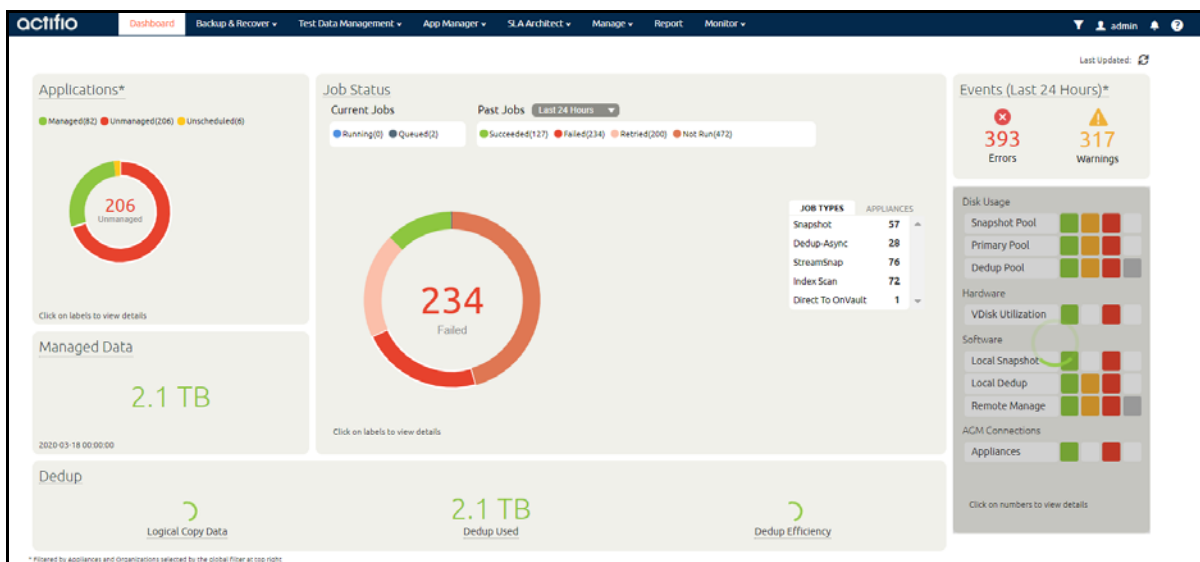 actifio Dashboard Backup & Recover Test Data Management App Manager SLA Architect Manage Report Monitor admin
Last Updated:
Applications*
Managed(82) Unmanaged(206) Unscheduled(6)
206
Unmanaged
Click on labels to view details
Managed Data
2.1 TB
2020-03-18 00:00:00
Job Status
Current Jobs
Running(0) Queued(2)
Past Jobs Last 24 Hours
Succeeded(127) Failed(234) Retried(200) Not Run(472)
234
Failed
JOB TYPES APPLIANCES
Snapshot 57
Dedup-Async 28
StreamSnap 76
Index Scan 72
Direct To OnVault 1
Click on labels to view details
Events (Last 24 Hours)*
393 317
Errors Warnings
Disk Usage
Snapshot Pool
Primary Pool
Dedup Pool
Hardware
VDisk Utilization
Software
Local Snapshot
Local Dedup
Remote Manage
AGM Connections
Appliances
Click on numbers to view details
Dedup
Logical Copy Data
2.1 TB
Dedup Used
Dedup Efficiency
* Filtered by Appliances and Organizations selected by the global filter at top right